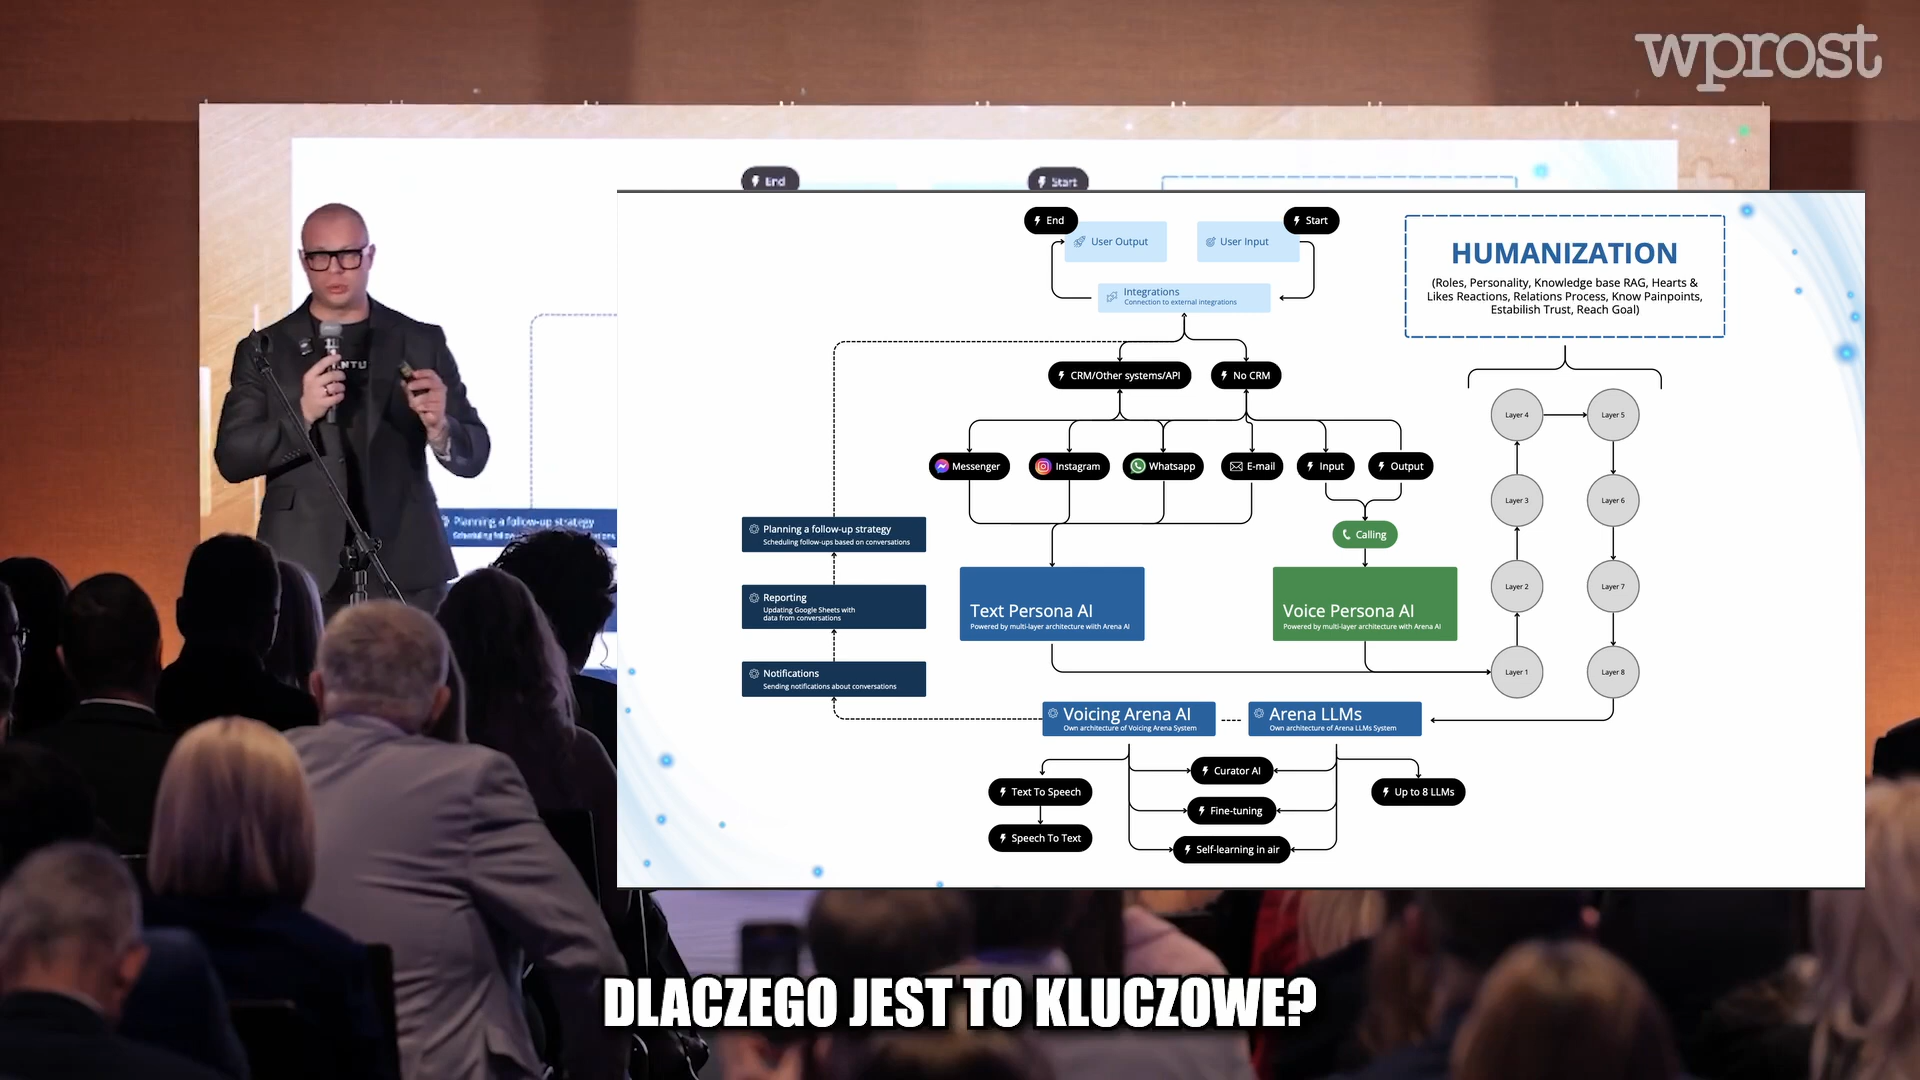 wprost
End
Start
End
Start
User Output
User Input
Integrations
Connection to external integrations
HUMANIZATION
(Roles, Personality, Knowledge base RAG, Hearts &
Likes Reactions, Relations Process, Know Painpoints,
Estabilish Trust, Reach Goal)
CRM/Other systems/API
No CRM
Messenger
Instagram
Whatsapp
E-mail
Input
Output
Calling
Planning a follow-up strategy
Planning a follow-up strategy
Scheduling follow-ups based on conversations
Reporting
Updating Google Sheets with
data from conversations
Notifications
Sending notifications about conversations
Text Persona AI
Powered by multi-layer architecture wiith Arena AI
Voice Persona AI
Powered by multi-layer architecture with Arena AI
Layer 4
Layer 5
Layer 3
Layer 6
Layer 2
Layer 7
Layer 1
Layer 8
Voicing Arena AI
Own architecture of Voicing Arena System
Arena LLMs
Own architecture of Arena LLMs System
Curator AI
Text To Speech
Up to 8 LLMs
Fine-tuning
Speech To Text
Self-learning in air
DLACZEGO JEST TO KLUCZOWE?